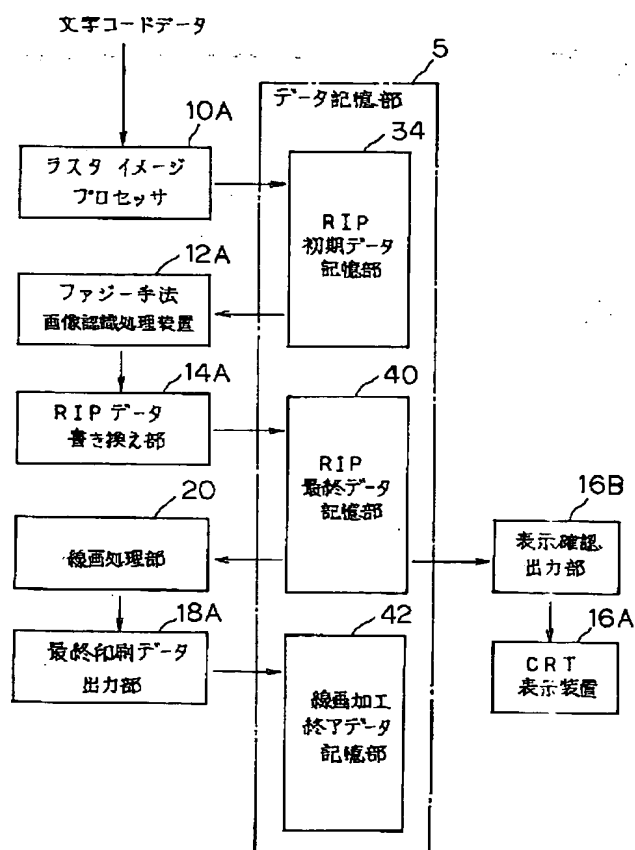 文字コードデータ
5
データ記憶部
10A
ラスタ イメージ
プロセッサ
34
RIP
初期データ
記憶部
12A
ファジー手法
画像認識処理装置
14A
RIPデータ
書き換え部
40
RIP
最終データ
記憶部
20
線画処理部
16B
表示確認
出力部
18A
最終印刷データ
出力部
42
線画加工
終了データ
記憶部
16A
CRT
表示装置